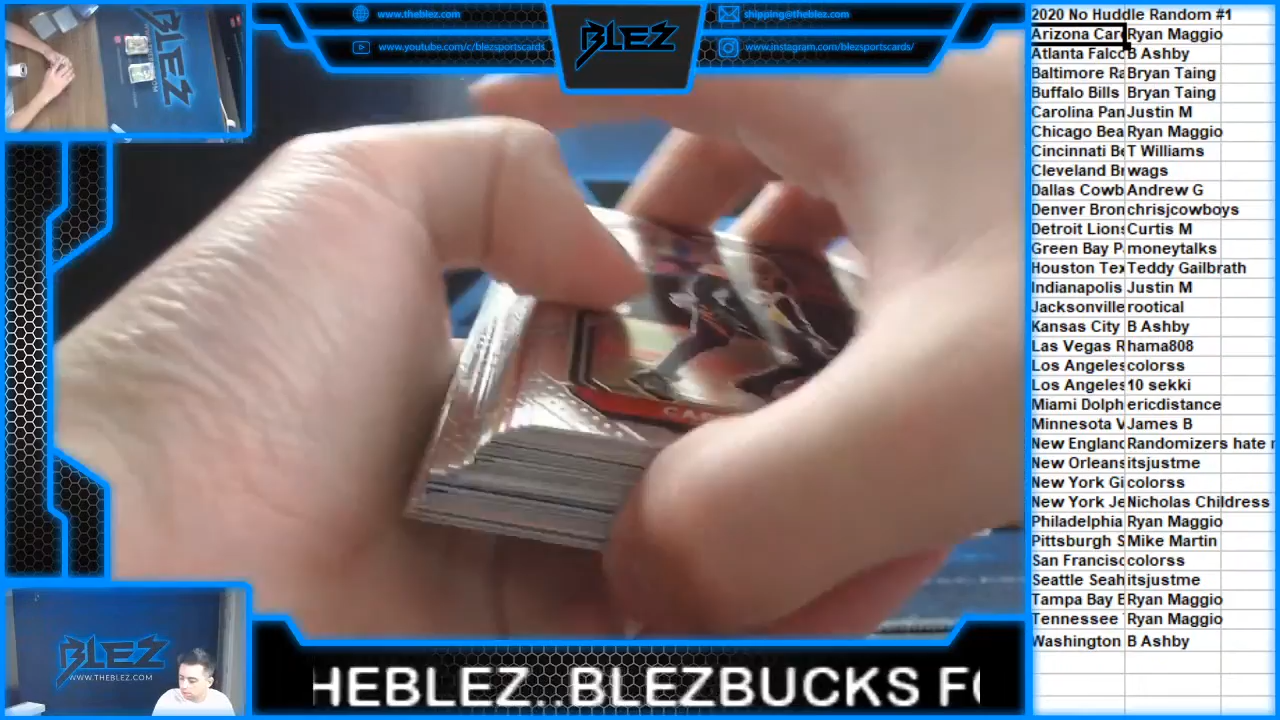 www.theblez.com
shipping@theblez.com
www.youtube.com/c/blezsportscards
www.instagram.com/blezsportscards/
BLEZ
BLEZ
2020 No Huddle Random #1
Arizona Car Ryan Maggio
Atlanta Falco B Ashby
Baltimore Ra Bryan Taing
Buffalo Bills Bryan Taing
Carolina Pan Justin M
Chicago Bea Ryan Maggio
Cincinnati Be T Williams
Cleveland Br wags
Dallas Cowb Andrew G
Denver Bron chrisjcowboys
Detroit Lions Curtis M
Green Bay P moneytalks
Houston Tex Teddy Gailbrath
Indianapolis Justin M
Jacksonville rootical
Kansas City B Ashby
Las Vegas R hama808
Los Angeles colorss
Los Angeles 10 sekki
Miami Dolph ericdistance
Minnesota V James B
New England Randomizers hate
New Orleans itsjustme
New York Gi colorss
New York Je Nicholas Childress
Philadelphia Ryan Maggio
Pittsburgh S Mike Martin
San Francisc colorss
Seattle Seah itsjustme
Tampa Bay B Ryan Maggio
Tennessee Ryan Maggio
Washington B Ashby
BLEZ
WWW.THEBLEZ.COM
HEBLEZ..BLEZBUCKS FO